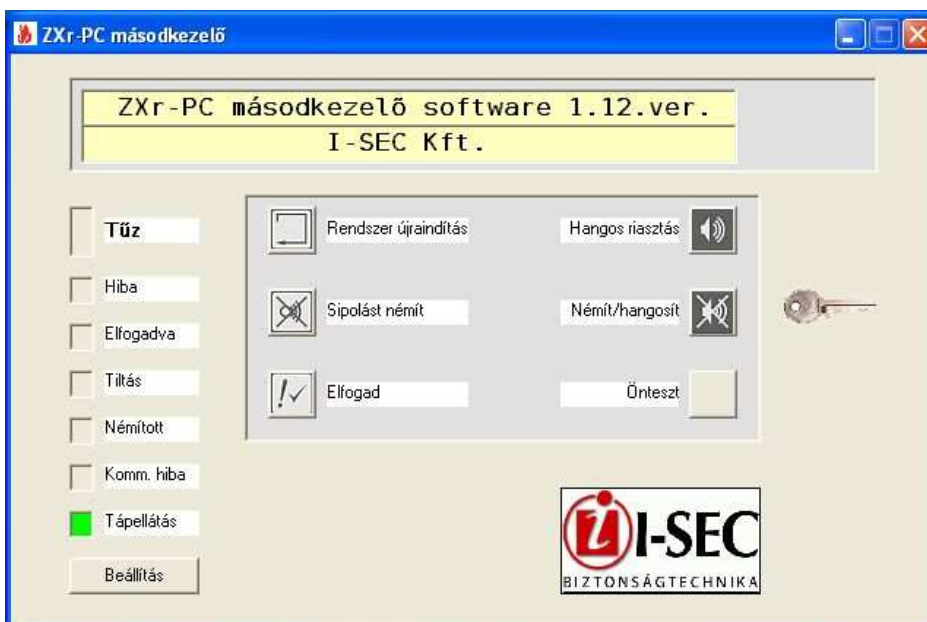 ZXr-PC másodkezelő
ZXr-PC másodkezelõ software 1.12.ver.
I-SEC Kft.
Tűz
Hiba
Elfogadva
Tiltás
Némított
Komm. hiba
Tápellátás
Beállítás
Rendszer újraindítás
Sipolást némít
Elfogad
Hangos riasztás
Némít/hangosít
Önteszt
i I-SEC
BIZTONSÁGTECHNIKA